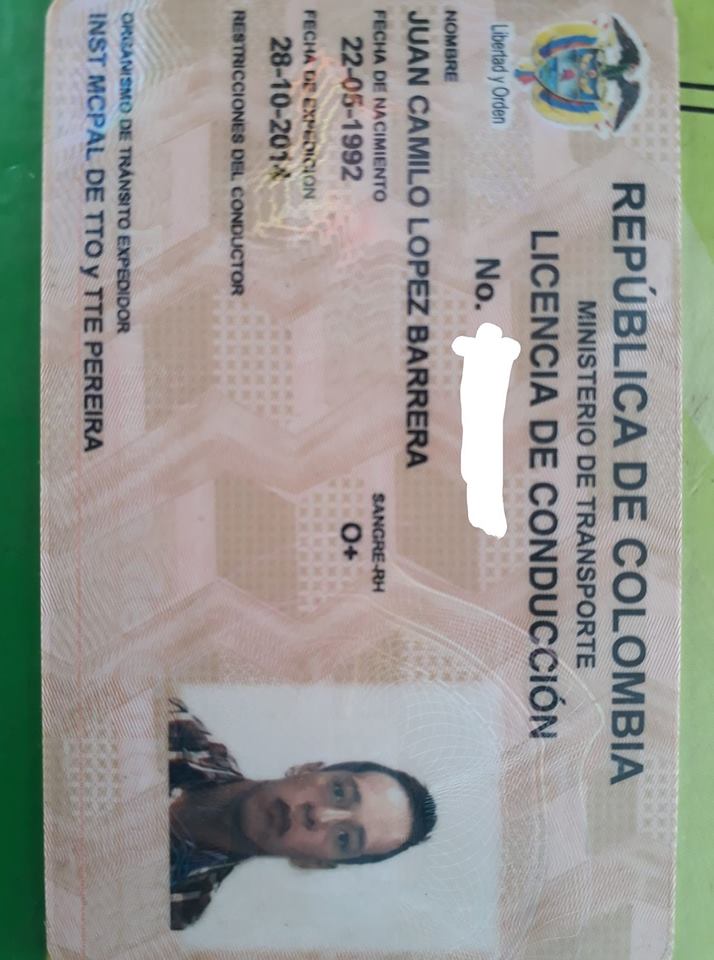 REPÚBLICA DE COLOMBIA
MINISTERIO DE TRANSPORTE
LICENCIA DE CONDUCCIÓN
Libertad y Orden
No.
NOMBRE
JUAN CAMILO LOPEZ BARRERA
FECHA DE NACIMIENTO
22-05-1992
SANGRE-RH
O+
FECHA DE EXPEDICION
28-10-2014
RESTRICCIONES DEL CONDUCTOR
ORGANISMO DE TRÁNSITO EXPEDIDOR
INST MCPAL DE TTO y TTE PEREIRA